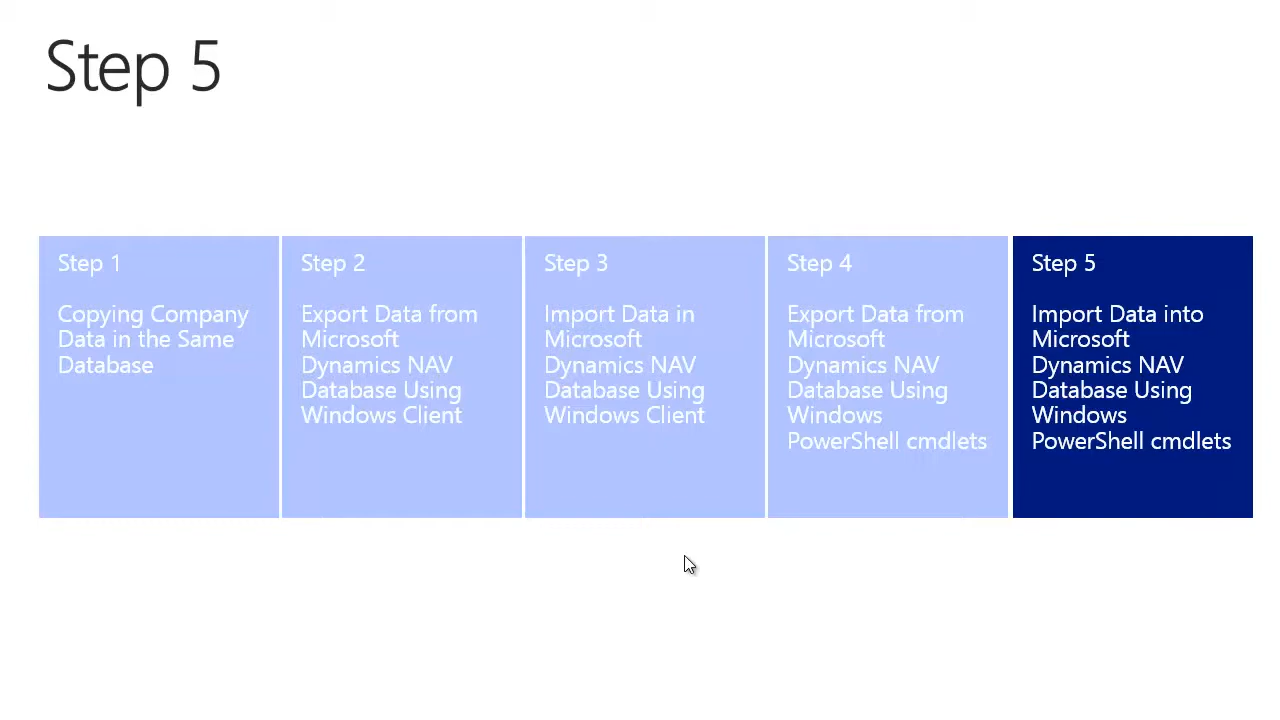 Step 5
Step 1
Copying Company
Data in the Same
Database
Step 2
Export Data from
Microsoft
Dynamics NAV
Database Using
Windows Client
Step 3
Import Data in
Microsoft
Dynamics NAV
Database Using
Windows Client
Step 4
Export Data from
Microsoft
Dynamics NAV
Database Using
Windows
PowerShell cmdlets
Step 5
Import Data into
Microsoft
Dynamics NAV
Database Using
Windows
PowerShell cmdlets